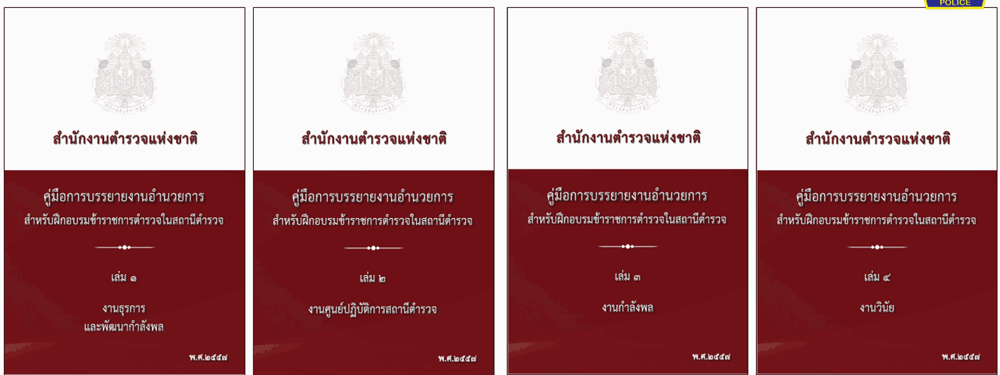 POLICE
สำนักงานตำรวจแห่งชาติ
คู่มือการบรรยายงานอำนวยการ
สำหรับฝึกอบรมข้าราชการตำรวจในสถานีตำรวจ
เล่ม ๑
งานธุรการ
และพัฒนากำลังพล
พ.ศ.๒๕๕๗
สำนักงานตำรวจแห่งชาติ
คู่มือการบรรยายงานอำนวยการ
สำหรับฝึกอบรมข้าราชการตำรวจในสถานีตำรวจ
เล่ม ๒
งานศูนย์ปฏิบัติการสถานีตำรวจ
พ.ศ.๒๕๕๗
สำนักงานตำรวจแห่งชาติ
คู่มือการบรรยายงานอำนวยการ
สำหรับฝึกอบรมข้าราชการตำรวจในสถานีตำรวจ
เล่ม ๓
งานกำลังพล
พ.ศ.๒๕๕๗
สำนักงานตำรวจแห่งชาติ
คู่มือการบรรยายงานอำนวยการ
สำหรับฝึกอบรมข้าราชการตำรวจในสถานีตำรวจ
เล่ม ๔
งานวินัย
พ.ศ.๒๕๕๗